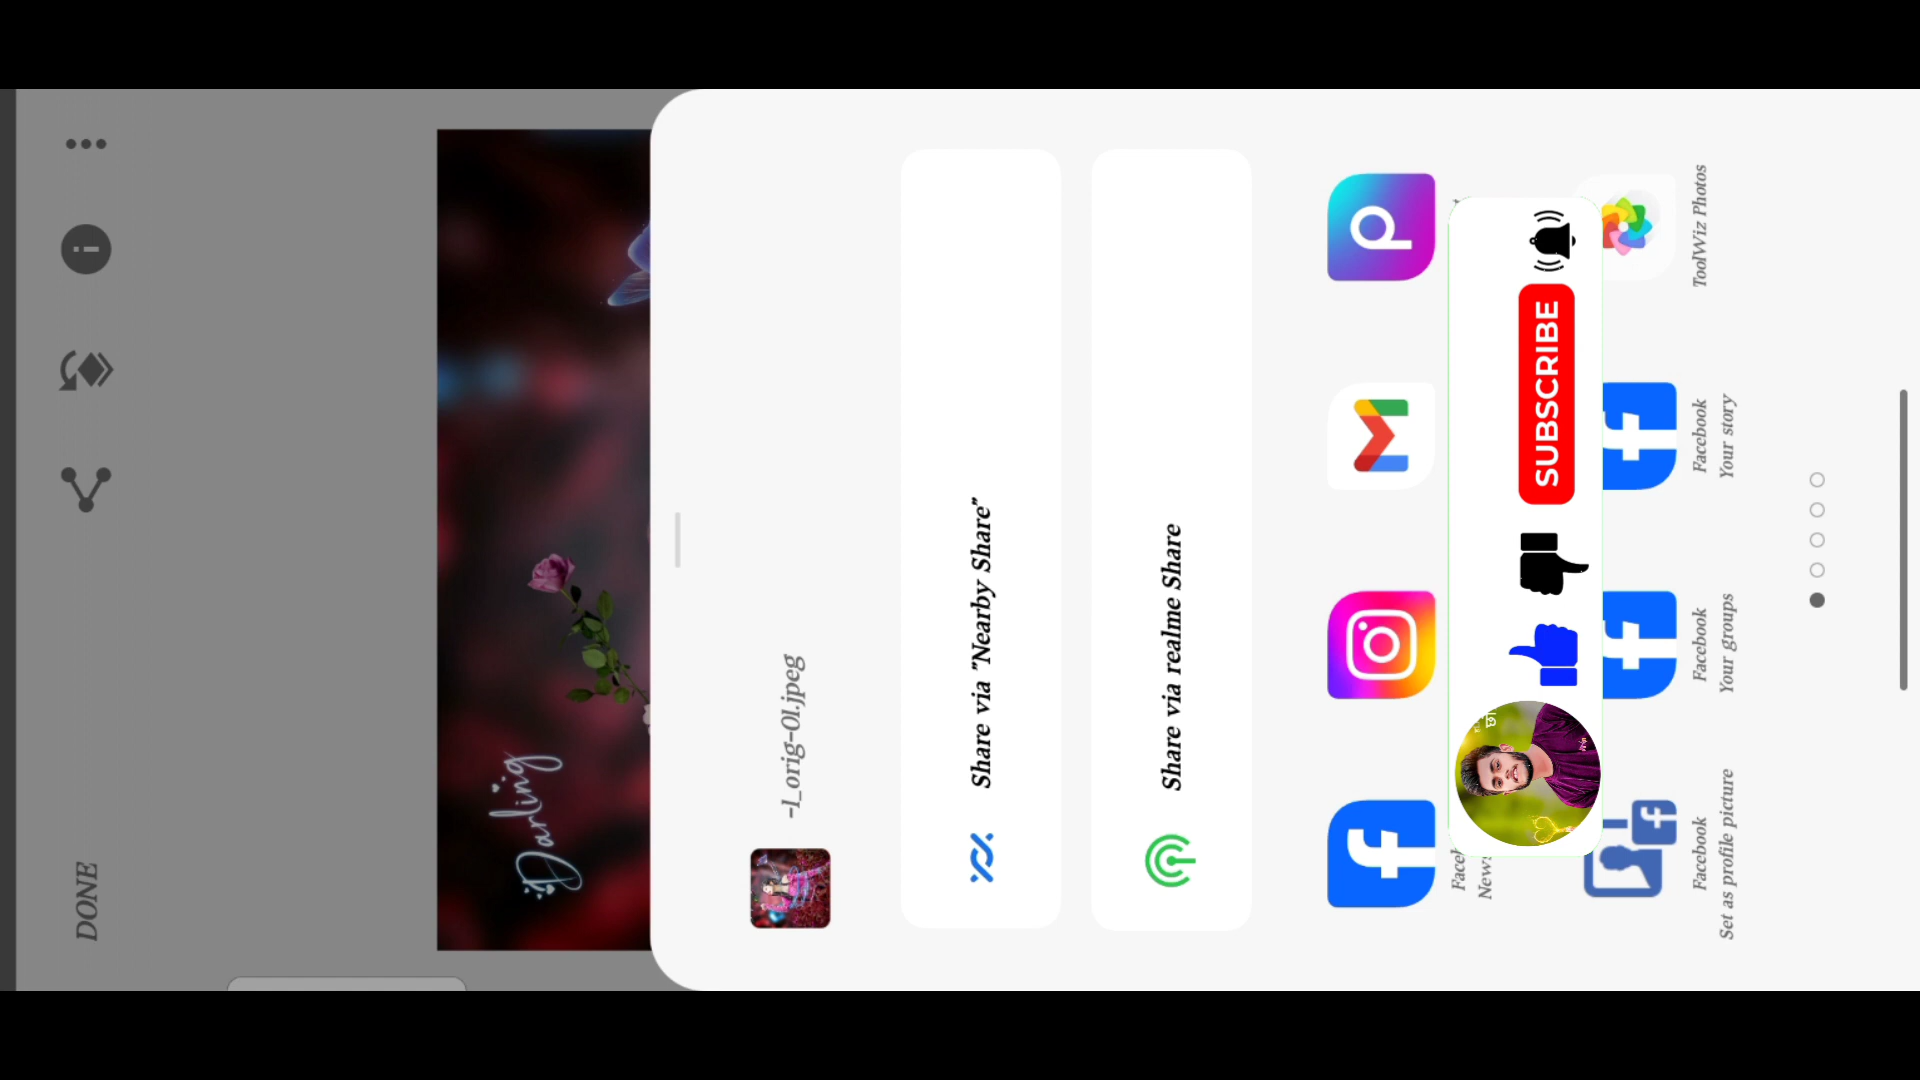 DONE
Darling
-1_orig-01.jpeg
Share via "Nearby Share"
Share via realme Share
SUBSCRIBE
Facebook
Set as profile picture
Facebook
Your groups
Facebook
Your story
ToolWiz Photos